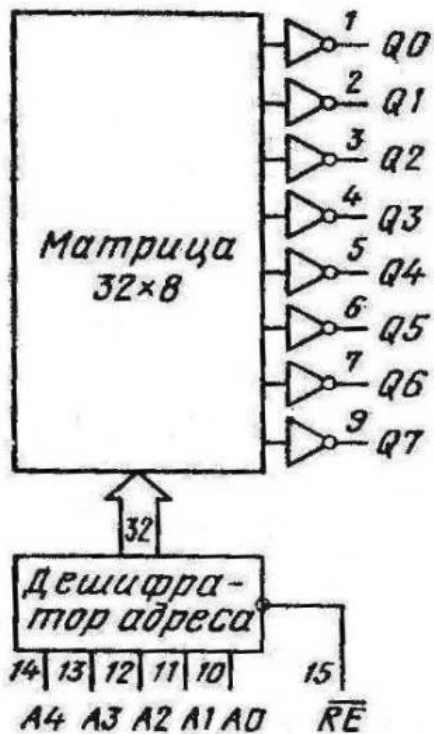 1 Q0
2 Q1
3 Q2
4 Q3
Матрица
32×8
5 Q4
6 Q5
7 Q6
9 Q7
32
Дешифра-
тор адреса
14 13 12 11 10 15
A4 A3 A2 A1 A0 RE